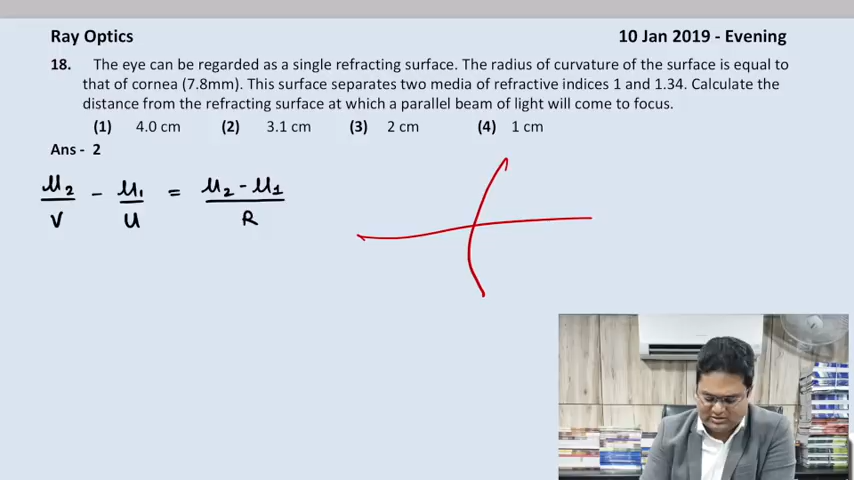 Ray Optics 10 Jan 2019 - Evening
18. The eye can be regarded as a single refracting surface. The radius of curvature of the surface is equal to
that of cornea (7.8mm). This surface separates two media of refractive indices 1 and 1.34. Calculate the
distance from the refracting surface at which a parallel beam of light will come to focus.
(1) 4.0 cm (2) 3.1 cm (3) 2 cm (4) 1 cm
Ans - 2
μ₂/V - μ₁/u = μ₂ - μ₁/R